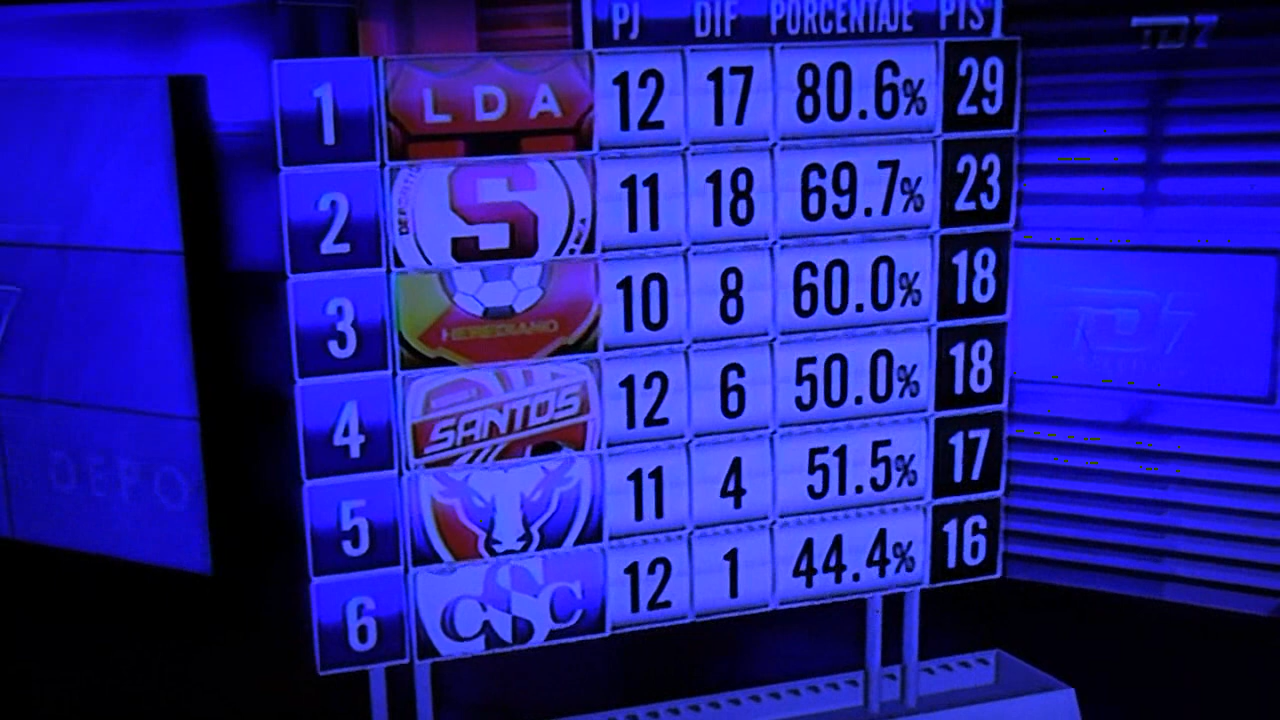 PJ DIF PORCENTAJE PTS
TD7
1 LDA 12 17 80.6% 29
2 S 11 18 69.7% 23
3 HEREDIANO 10 8 60.0% 18
4 SANTOS 12 6 50.0% 18
5 11 4 51.5% 17
6 CSC 12 1 44.4% 16
TD7
DEPO